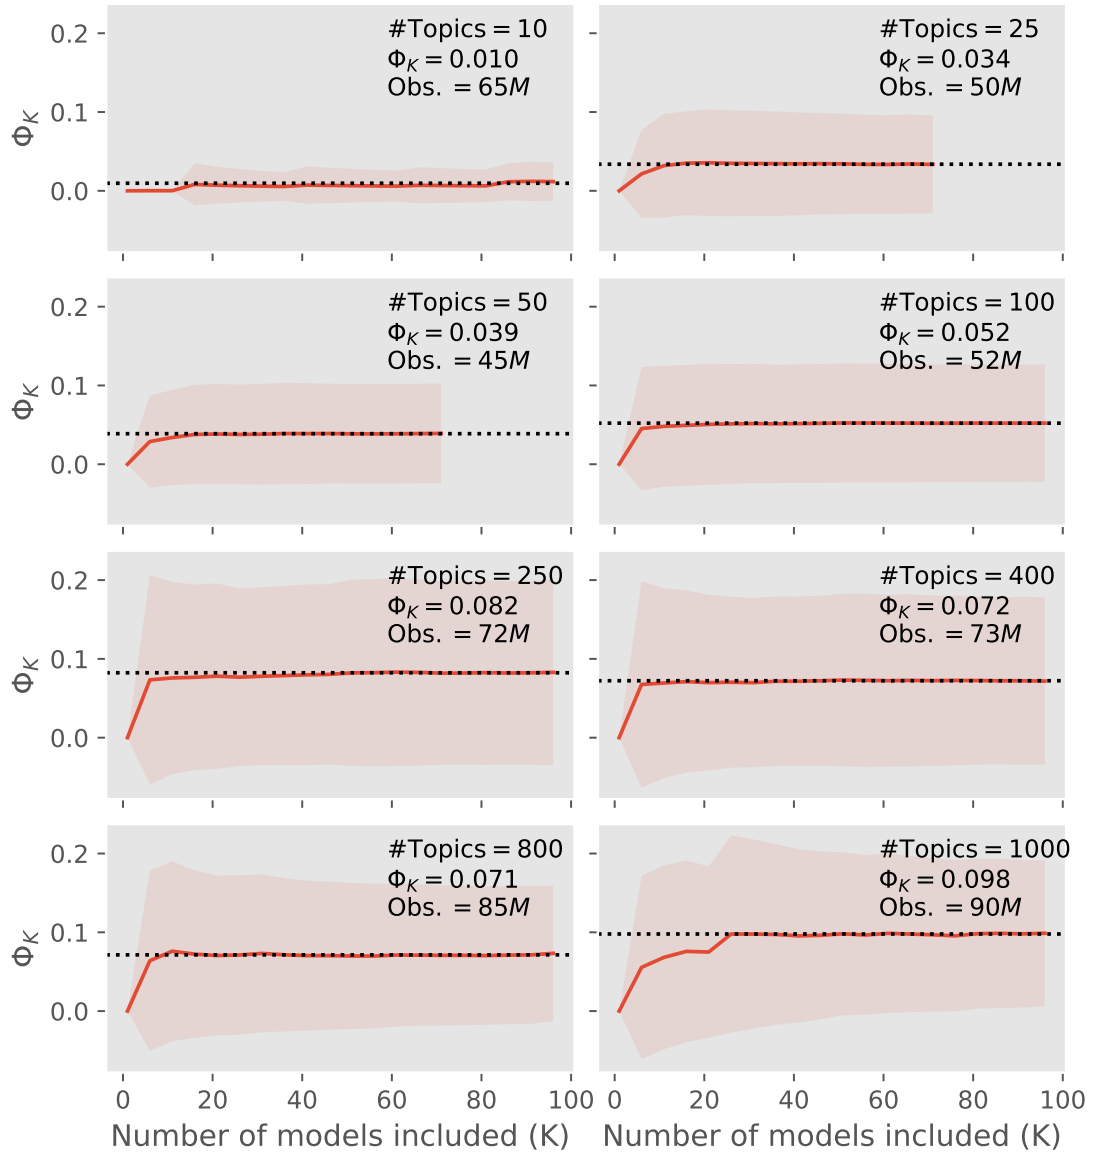 #Topics = 10
Φ_K = 0.010
Obs. = 65M
0.2
0.1
0.0
Φ_K
#Topics = 25
Φ_K = 0.034
Obs. = 50M
#Topics = 50
Φ_K = 0.039
Obs. = 45M
0.2
0.1
0.0
Φ_K
#Topics = 100
Φ_K = 0.052
Obs. = 52M
#Topics = 250
Φ_K = 0.082
Obs. = 72M
0.2
0.1
0.0
Φ_K
#Topics = 400
Φ_K = 0.072
Obs. = 73M
#Topics = 800
Φ_K = 0.071
Obs. = 85M
0.2
0.1
0.0
Φ_K
#Topics = 1000
Φ_K = 0.098
Obs. = 90M
0 20 40 60 80 100
0 20 40 60 80 100
Number of models included (K)
Number of models included (K)